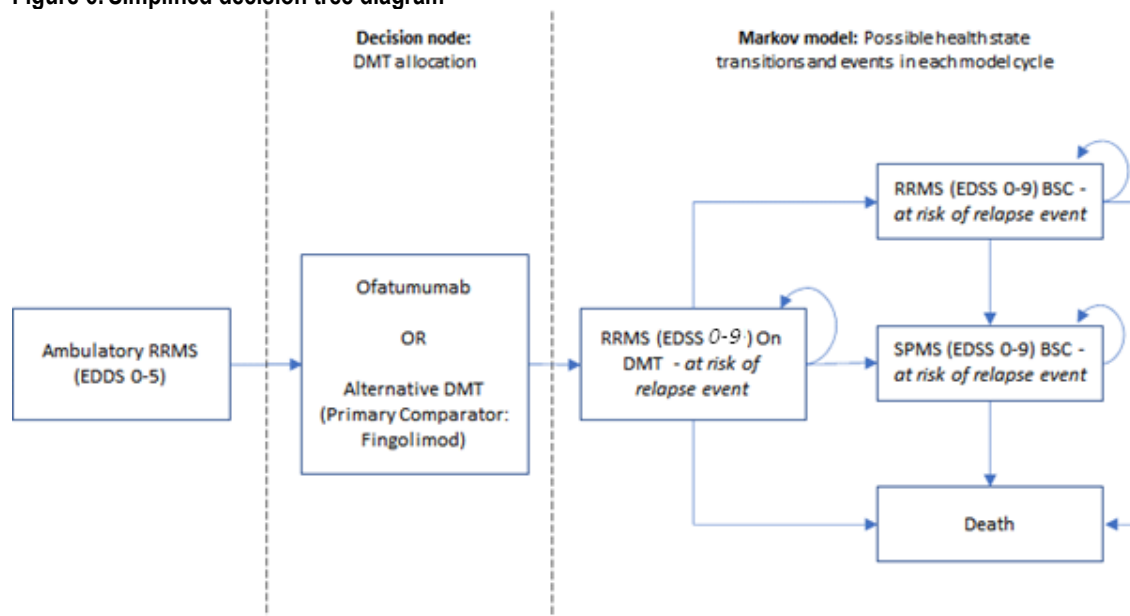 Figure 6: Simplified decision tree diagram
Decision node:
DMT allocation
Markov model: Possible health state
transitions and events in each model cycle
Ambulatory RRMS
(EDDS 0-5)
Ofatumumab
OR
Alternative DMT
(Primary Comparator:
Fingolimod)
RRMS (EDSS 0-9) On
DMT - at risk of
relapse event
RRMS (EDSS 0-9) BSC -
at risk of relapse event
SPMS (EDSS 0-9) BSC -
at risk of relapse event
Death